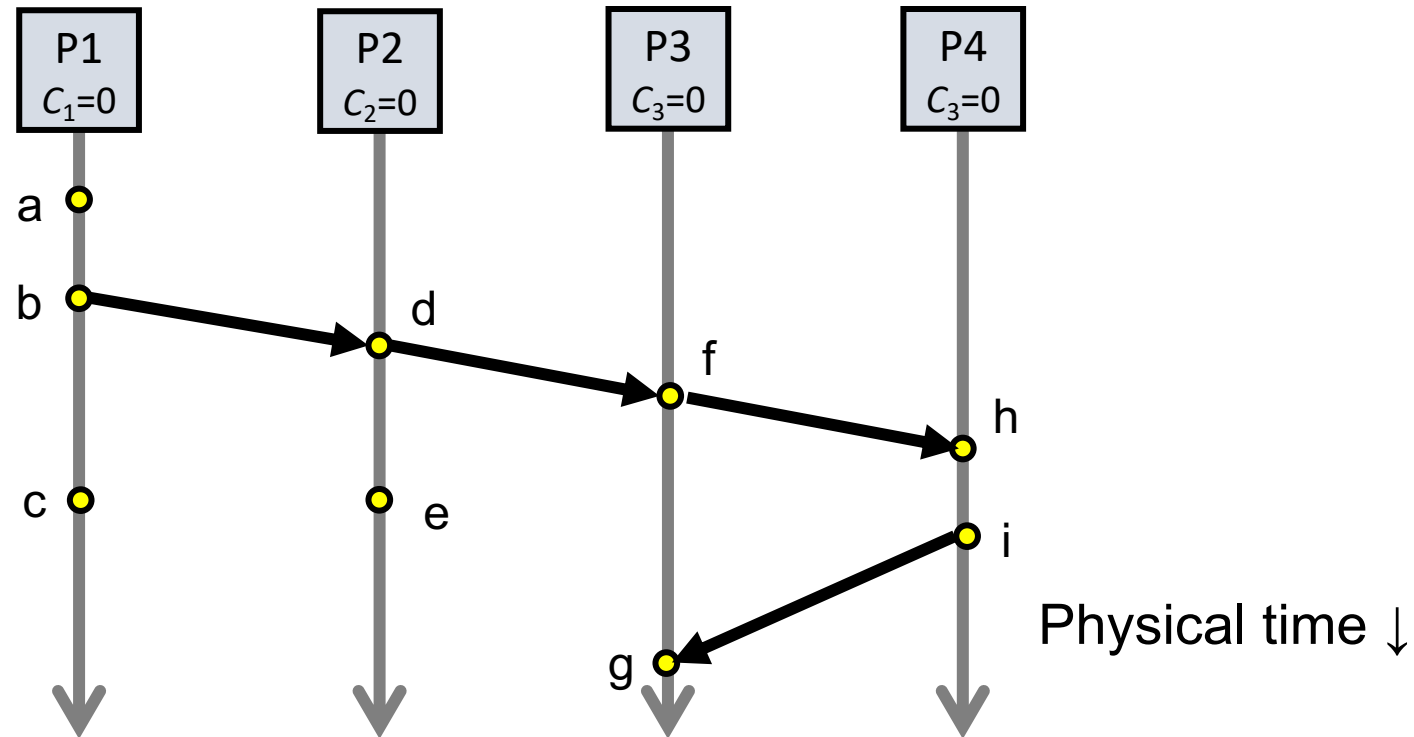 P1
C₁=0
P2
C₂=0
P3
C₃=0
P4
C₃=0
a
b
d
f
h
c
e
i
Physical time ↓
g